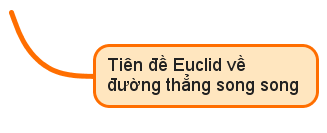 Tiên đề Euclid về
đường thẳng song song